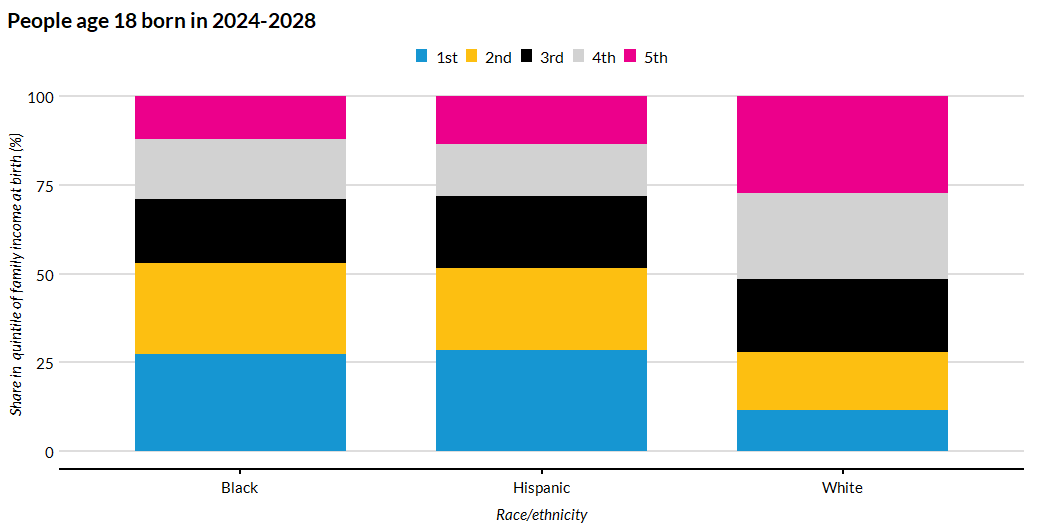 People age 18 born in 2024-2028
1st 2nd 3rd 4th 5th
100
75
50
25
0
Share in quintile of family income at birth (%)
Black Hispanic White
Race/ethnicity